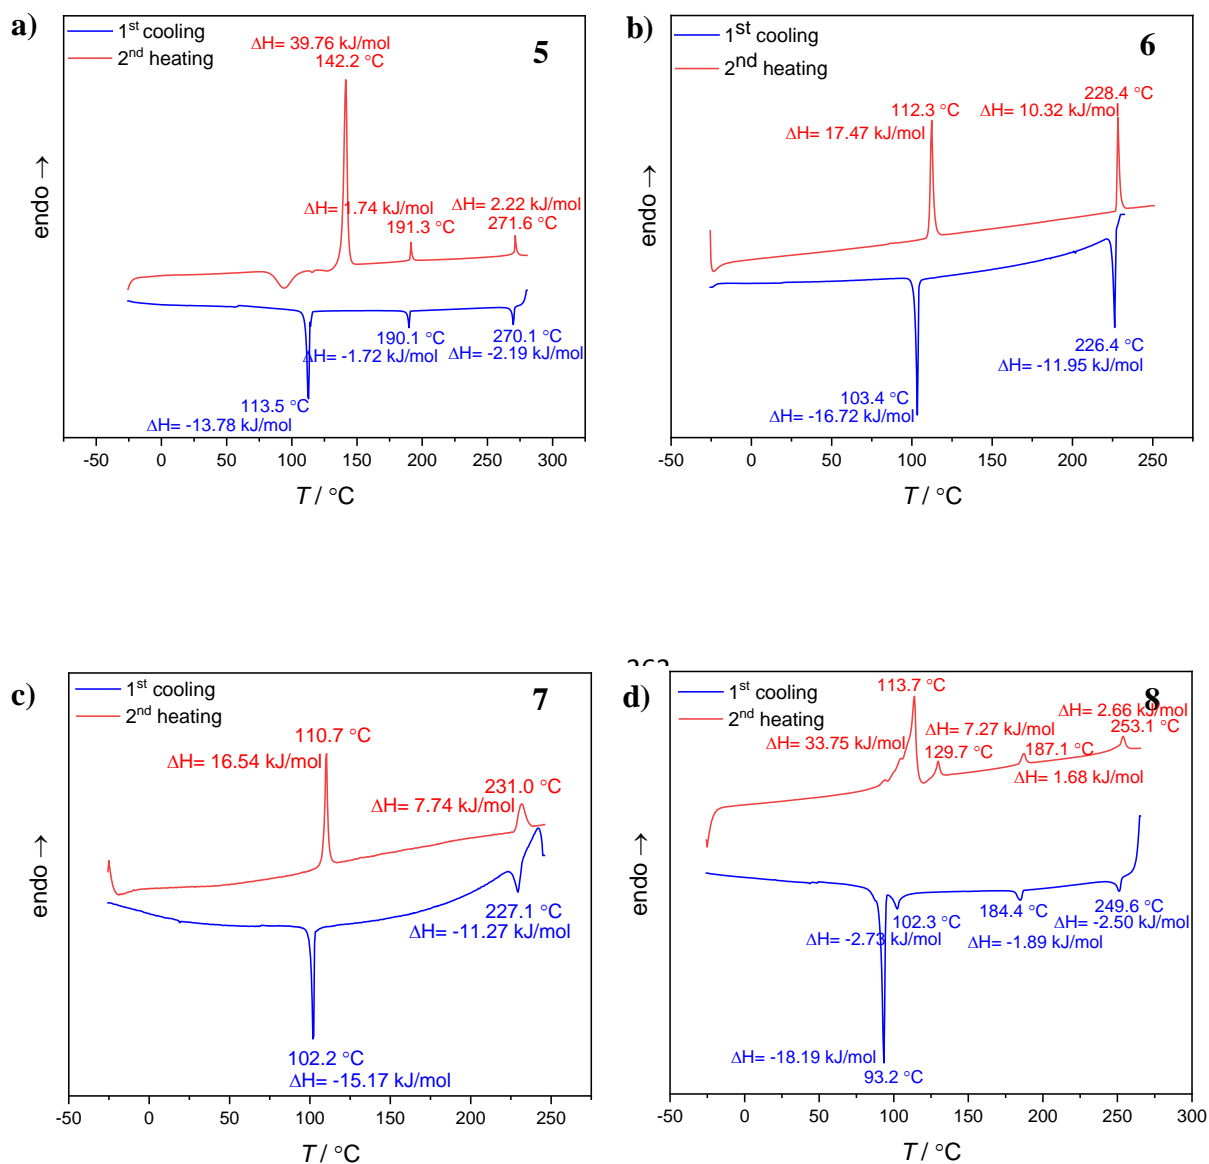 a)
1st cooling
2nd heating
5
ΔH= 39.76 kJ/mol
142.2 °C
ΔH= 1.74 kJ/mol
191.3 °C
ΔH= 2.22 kJ/mol
271.6 °C
190.1 °C
ΔH= -1.72 kJ/mol
270.1 °C
ΔH= -2.19 kJ/mol
113.5 °C
ΔH= -13.78 kJ/mol
endo →
-50 0 50 100 150 200 250 300
T / °C
b)
1st cooling
2nd heating
6
112.3 °C
ΔH= 17.47 kJ/mol
228.4 °C
ΔH= 10.32 kJ/mol
226.4 °C
ΔH= -11.95 kJ/mol
103.4 °C
ΔH= -16.72 kJ/mol
endo →
-50 0 50 100 150 200 250
T / °C
c)
1st cooling
2nd heating
7
110.7 °C
ΔH= 16.54 kJ/mol
231.0 °C
ΔH= 7.74 kJ/mol
227.1 °C
ΔH= -11.27 kJ/mol
102.2 °C
ΔH= -15.17 kJ/mol
endo →
-50 0 50 100 150 200 250
T / °C
d)
1st cooling
2nd heating
8
113.7 °C
ΔH= 33.75 kJ/mol
ΔH= 7.27 kJ/mol
129.7 °C
187.1 °C
ΔH= 1.68 kJ/mol
ΔH= 2.66 kJ/mol
253.1 °C
102.3 °C
ΔH= -2.73 kJ/mol
184.4 °C
ΔH= -1.89 kJ/mol
249.6 °C
ΔH= -2.50 kJ/mol
ΔH= -18.19 kJ/mol
93.2 °C
endo →
-50 0 50 100 150 200 250 300
T / °C